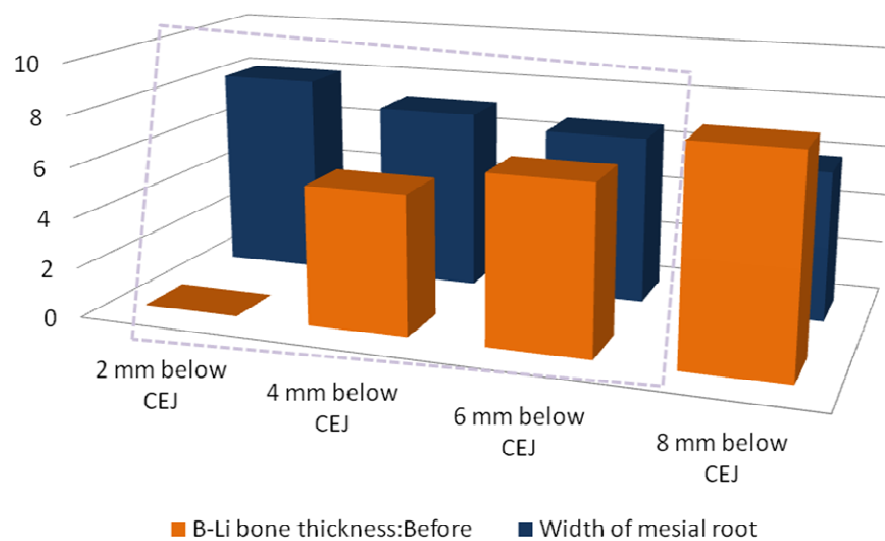 10
8
6
4
2
0
2 mm below
CEJ
4 mm below
CEJ
6 mm below
CEJ
8 mm below
CEJ
B-Li bone thickness:Before
Width of mesial root